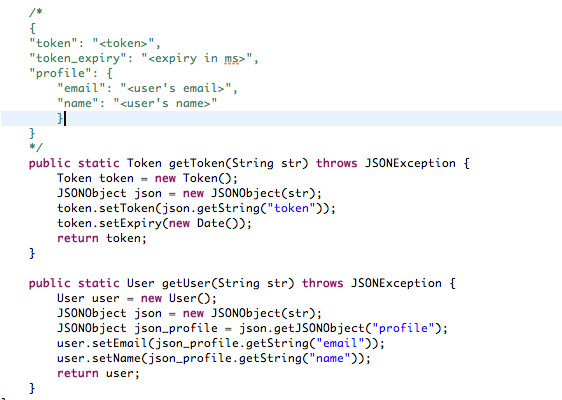 /*
{
"token": "<token>",
"token_expiry": "<expiry in ms>",
"profile": {
    "email": "<user's email>",
    "name": "<user's name>"
    }
}
*/
public static Token getToken(String str) throws JSONException {
    Token token = new Token();
    JSONObject json = new JSONObject(str);
    token.setToken(json.getString("token"));
    token.setExpiry(new Date());
    return token;
}

public static User getUser(String str) throws JSONException {
    User user = new User();
    JSONObject json = new JSONObject(str);
    JSONObject json_profile = json.getJSONObject("profile");
    user.setEmail(json_profile.getString("email"));
    user.setName(json_profile.getString("name"));
    return user;
}